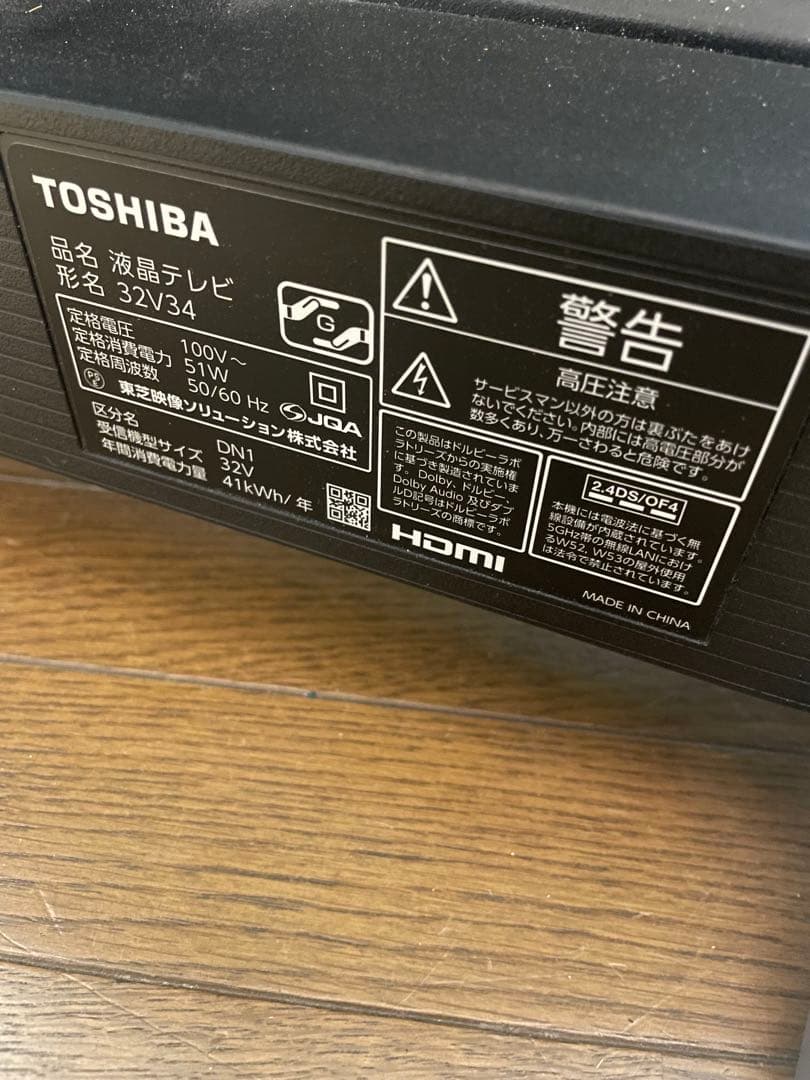 TOSHIBA
品名 液晶テレビ
形名 32V34
G
定格電圧 100V～
定格消費電力 51W
定格周波数 50/60 Hz
PS
E
東芝映像ソリューション株式会社
JQA
区分名 DN1
受信機型サイズ 32V
年間消費電力量 41kWh/年
警告
高圧注意
サービスマン以外の方は裏ぶたをあけ
ないでください。内部には高電圧部分が
数多くあり、万一さわると危険です。
この製品はドルビーラボ
ラトリーズからの実施権
に基づき製造されていま
す。Dolby、ドルビー、
Dolby Audio 及びダブ
ルD記号はドルビーラボ
ラトリーズの商標です。
HDMI
2.4DS/OF4
本機には電波法に基づく無
線設備が内蔵されています。
5GHz帯の無線LANにおけ
るW52、W53の屋外使用
は法令で禁止されています。
MADE IN CHINA